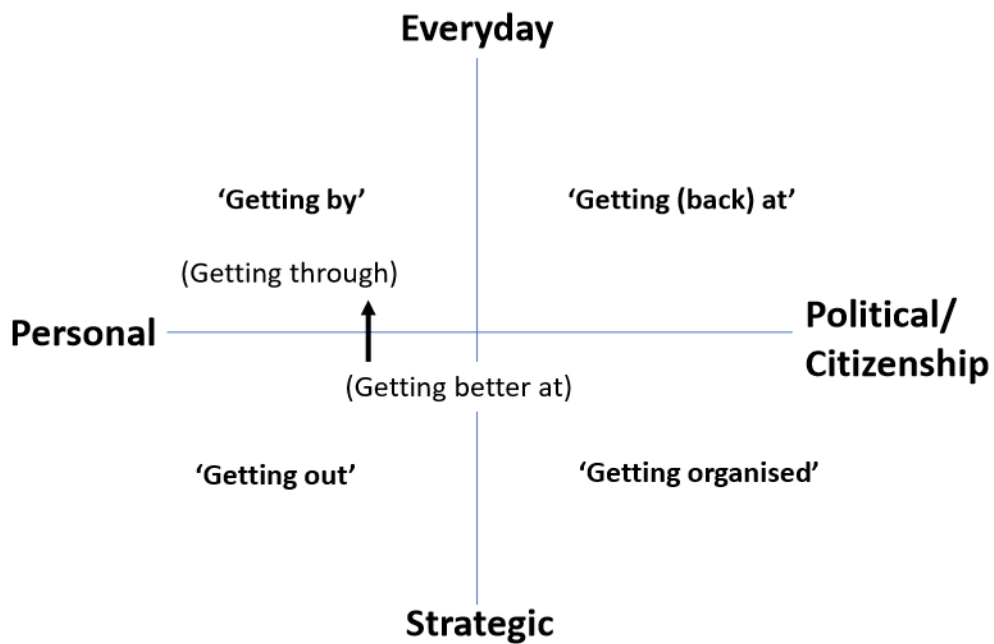 Everyday
‘Getting by’
‘Getting (back) at’
(Getting through)
Personal
Political/
Citizenship
(Getting better at)
‘Getting out’
‘Getting organised’
Strategic